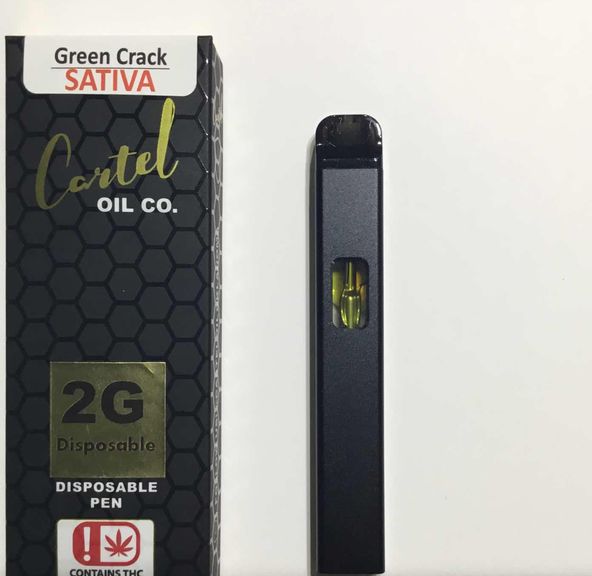 Green Crack
SATIVA
Cartel
OIL CO.
2G
Disposable
DISPOSABLE
PEN
CONTAINS THC